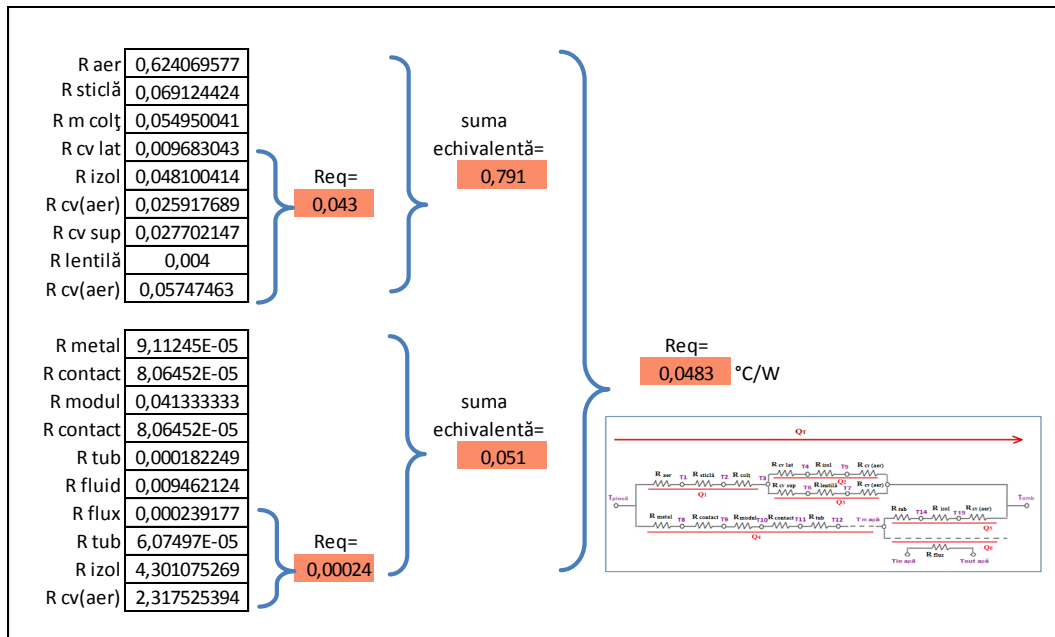 R aer 0,624069577
R sticlă 0,069124424
R m colţ 0,054950041
R cv lat 0,009683043
R izol 0,048100414
R cv(aer) 0,025917689
R cv sup 0,027702147
R lentilă 0,004
R cv(aer) 0,05747463
Req=
0,043
suma
echivalentă=
0,791
R metal 9,11245E-05
R contact 8,06452E-05
R modul 0,041333333
R contact 8,06452E-05
R tub 0,000182249
R fluid 0,009462124
R flux 0,000239177
R tub 6,07497E-05
R izol 4,301075269
R cv(aer) 2,317525394
Req=
0,00024
suma
echivalentă=
0,051
Req=
0,0483 °C/W
QT
R cv lat T4 R izol T5 R cv (aer)
Q2
R aer T1 R sticlă T2 R colţ T3
Q1
R cv sup T6 R lentilă T7 R cv (aer)
Q3
Tplacă Tamb
R metal T8 R contact T9 R modul T10 R contact T11 R tub T12 T m apă
Q4
R tub T14 R izol T15 R cv (aer)
Q5
Q6
R flux
Tin apă Tout apă